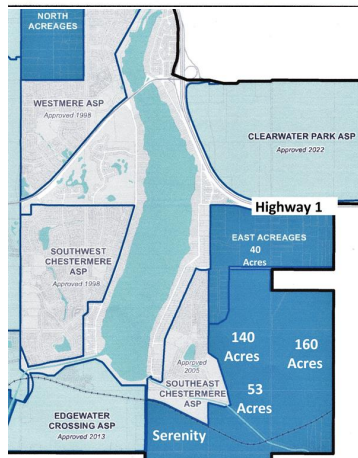 NORTH
ACREAGES
WESTMERE ASP
Approved 1998
CLEARWATER PARK ASP
Approved 2022
Highway 1
EAST ACREAGES
40
Acres
SOUTHWEST
CHESTERMERE
ASP
Approved 1998
140
Acres
160
Acres
Approved
2005
SOUTHEAST
CHESTERMERE
ASP
53
Acres
EDGEWATER
CROSSING ASP
Approved 2013
Serenity